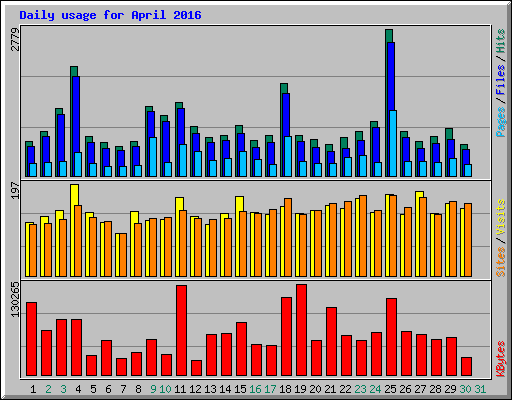 Daily usage for April 2016
2779
Pages / Files / Hits
197
Sites / Visits
130265
KBytes
1 2 3 4 5 6 7 8 9 10 11 12 13 14 15 16 17 18 19 20 21 22 23 24 25 26 27 28 29 30 31